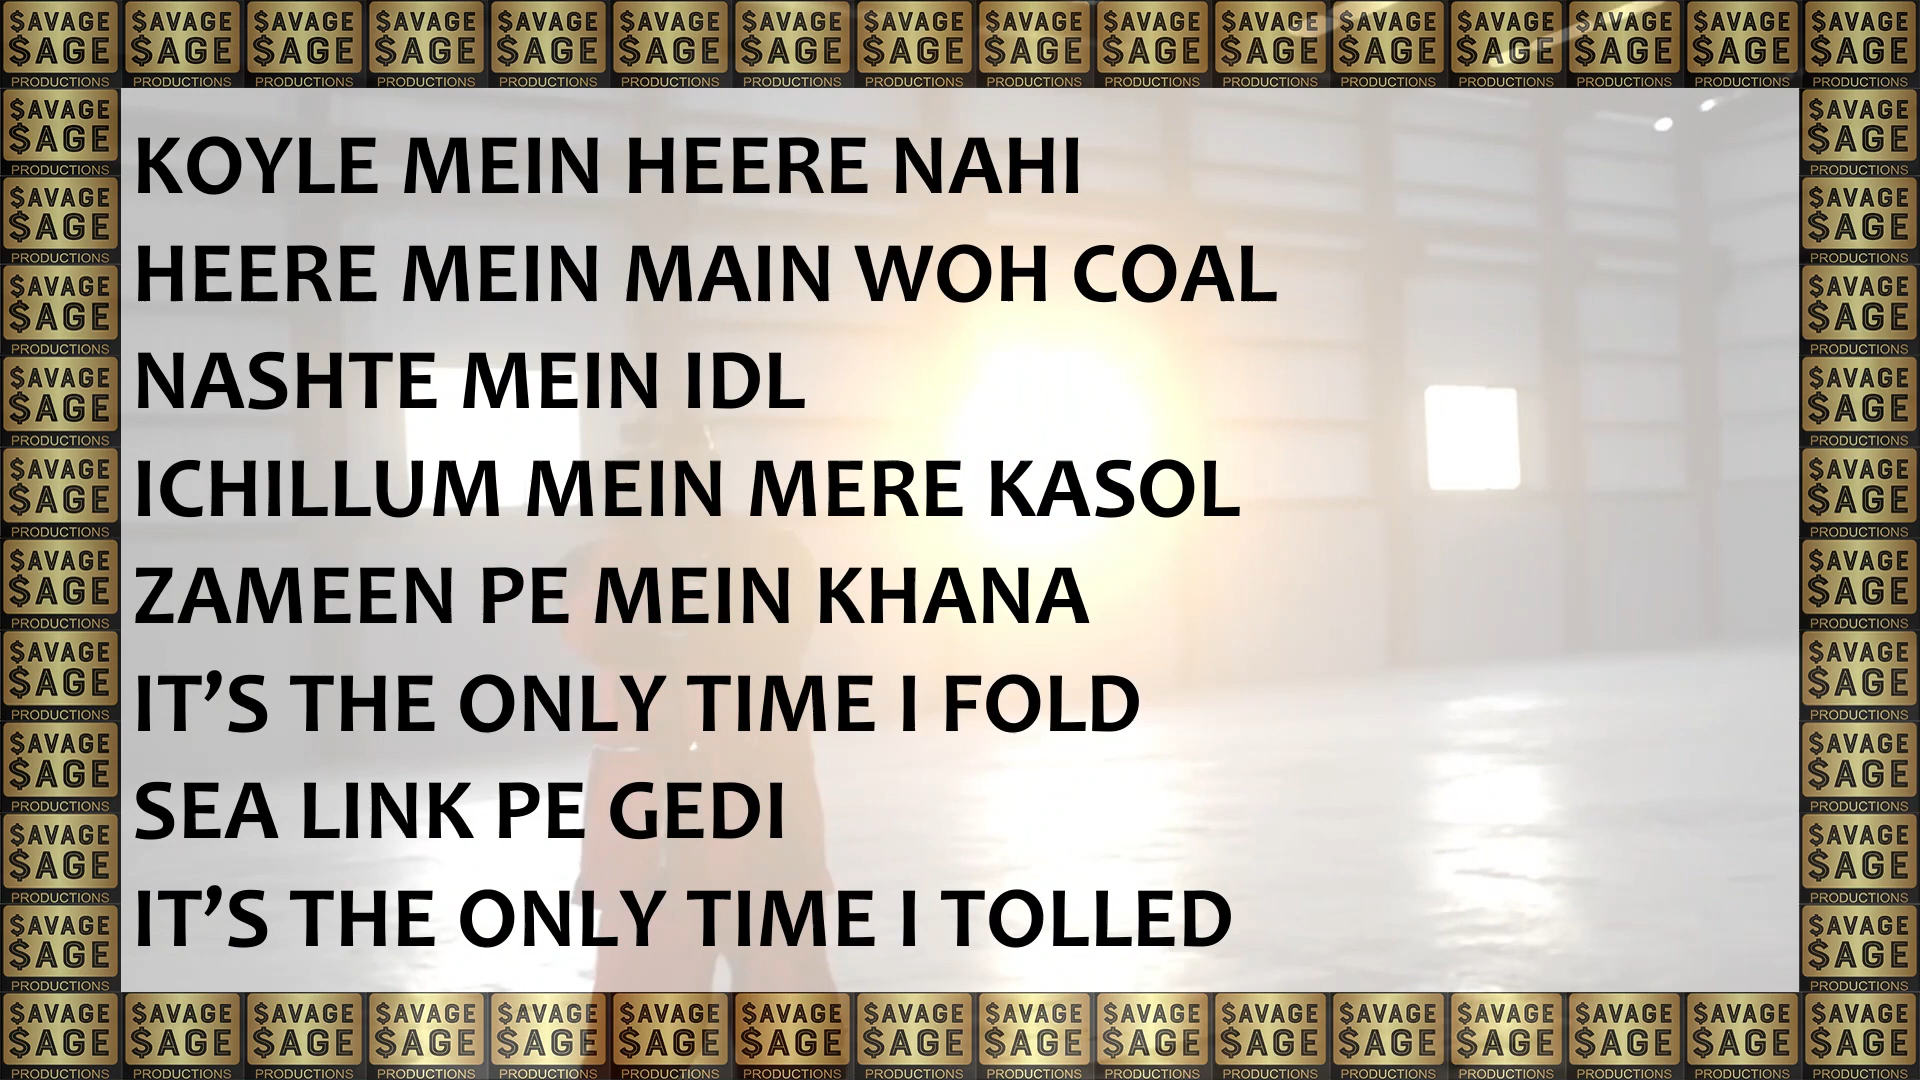 $AVAGE $AGE PRODUCTIONS
KOYLE MEIN HEERE NAHI
HEERE MEIN MAIN WOH COAL
NASHTE MEIN IDL
ICHILLUM MEIN MERE KASOL
ZAMEEN PE MEIN KHANA
IT’S THE ONLY TIME I FOLD
SEA LINK PE GEDI
IT’S THE ONLY TIME I TOLLED